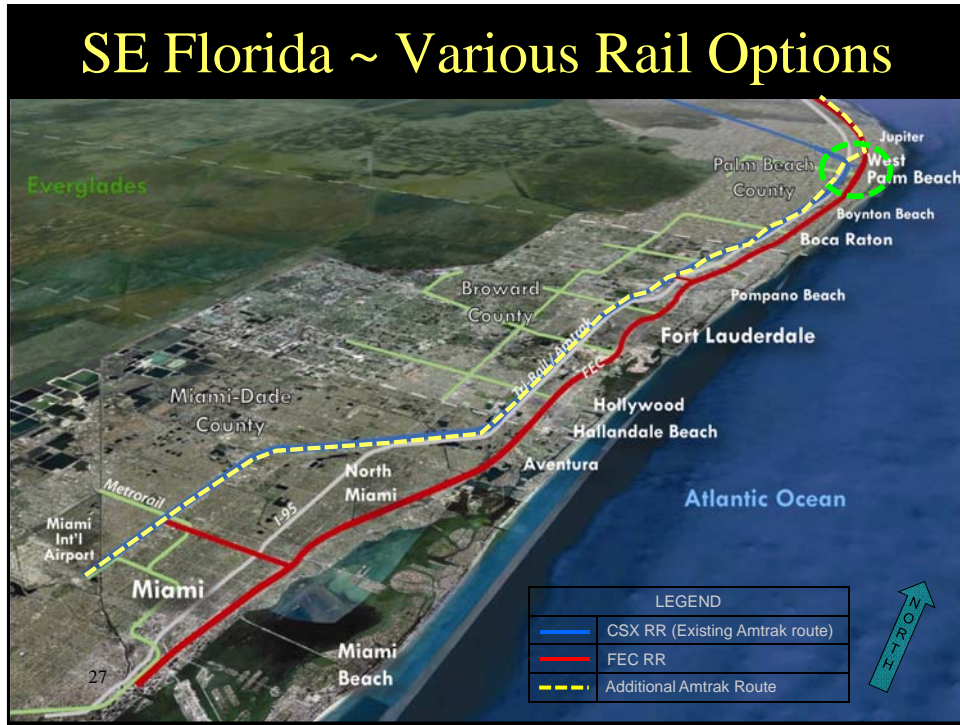 SE Florida ~ Various Rail Options
Jupiter
West
Palm Beach
Palm Beach
County
Everglades
Boynton Beach
Boca Raton
Broward
County
Pompano Beach
Fort Lauderdale
Tri-Rail / Amtrak
FEC
Miami-Dade
County
Hollywood
Hallandale Beach
Aventura
North
Miami
Metrorail
I-95
Atlantic Ocean
Miami
Int'l
Airport
Miami
Miami
Beach
LEGEND
CSX RR (Existing Amtrak route)
FEC RR
Additional Amtrak Route
NORTH
27